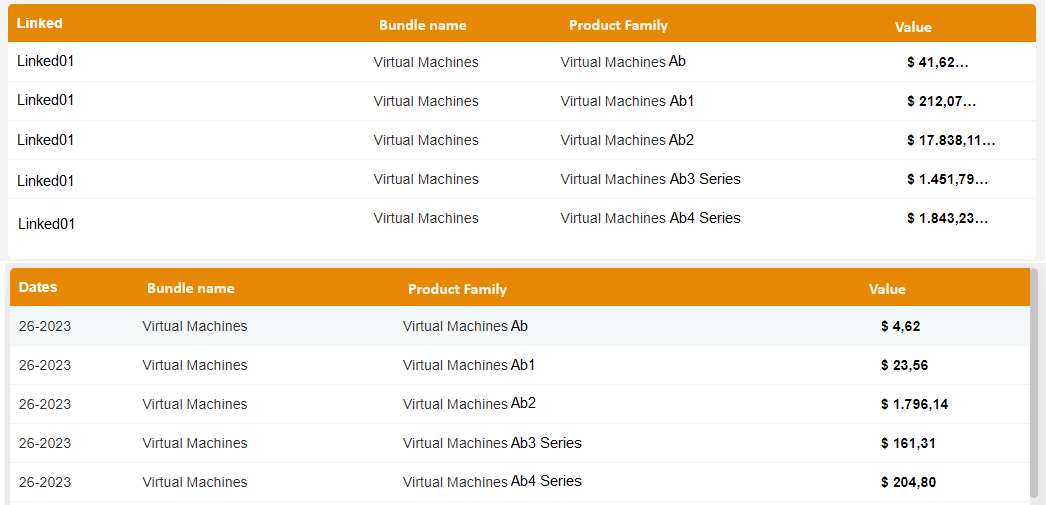 Linked Bundle name Product Family Value
Linked01 Virtual Machines Virtual Machines Ab $ 41,62...
Linked01 Virtual Machines Virtual Machines Ab1 $ 212,07...
Linked01 Virtual Machines Virtual Machines Ab2 $ 17.838,11...
Linked01 Virtual Machines Virtual Machines Ab3 Series $ 1.451,79...
Linked01 Virtual Machines Virtual Machines Ab4 Series $ 1.843,23...
Dates Bundle name Product Family Value
26-2023 Virtual Machines Virtual Machines Ab $ 4,62
26-2023 Virtual Machines Virtual Machines Ab1 $ 23,56
26-2023 Virtual Machines Virtual Machines Ab2 $ 1.796,14
26-2023 Virtual Machines Virtual Machines Ab3 Series $ 161,31
26-2023 Virtual Machines Virtual Machines Ab4 Series $ 204,80